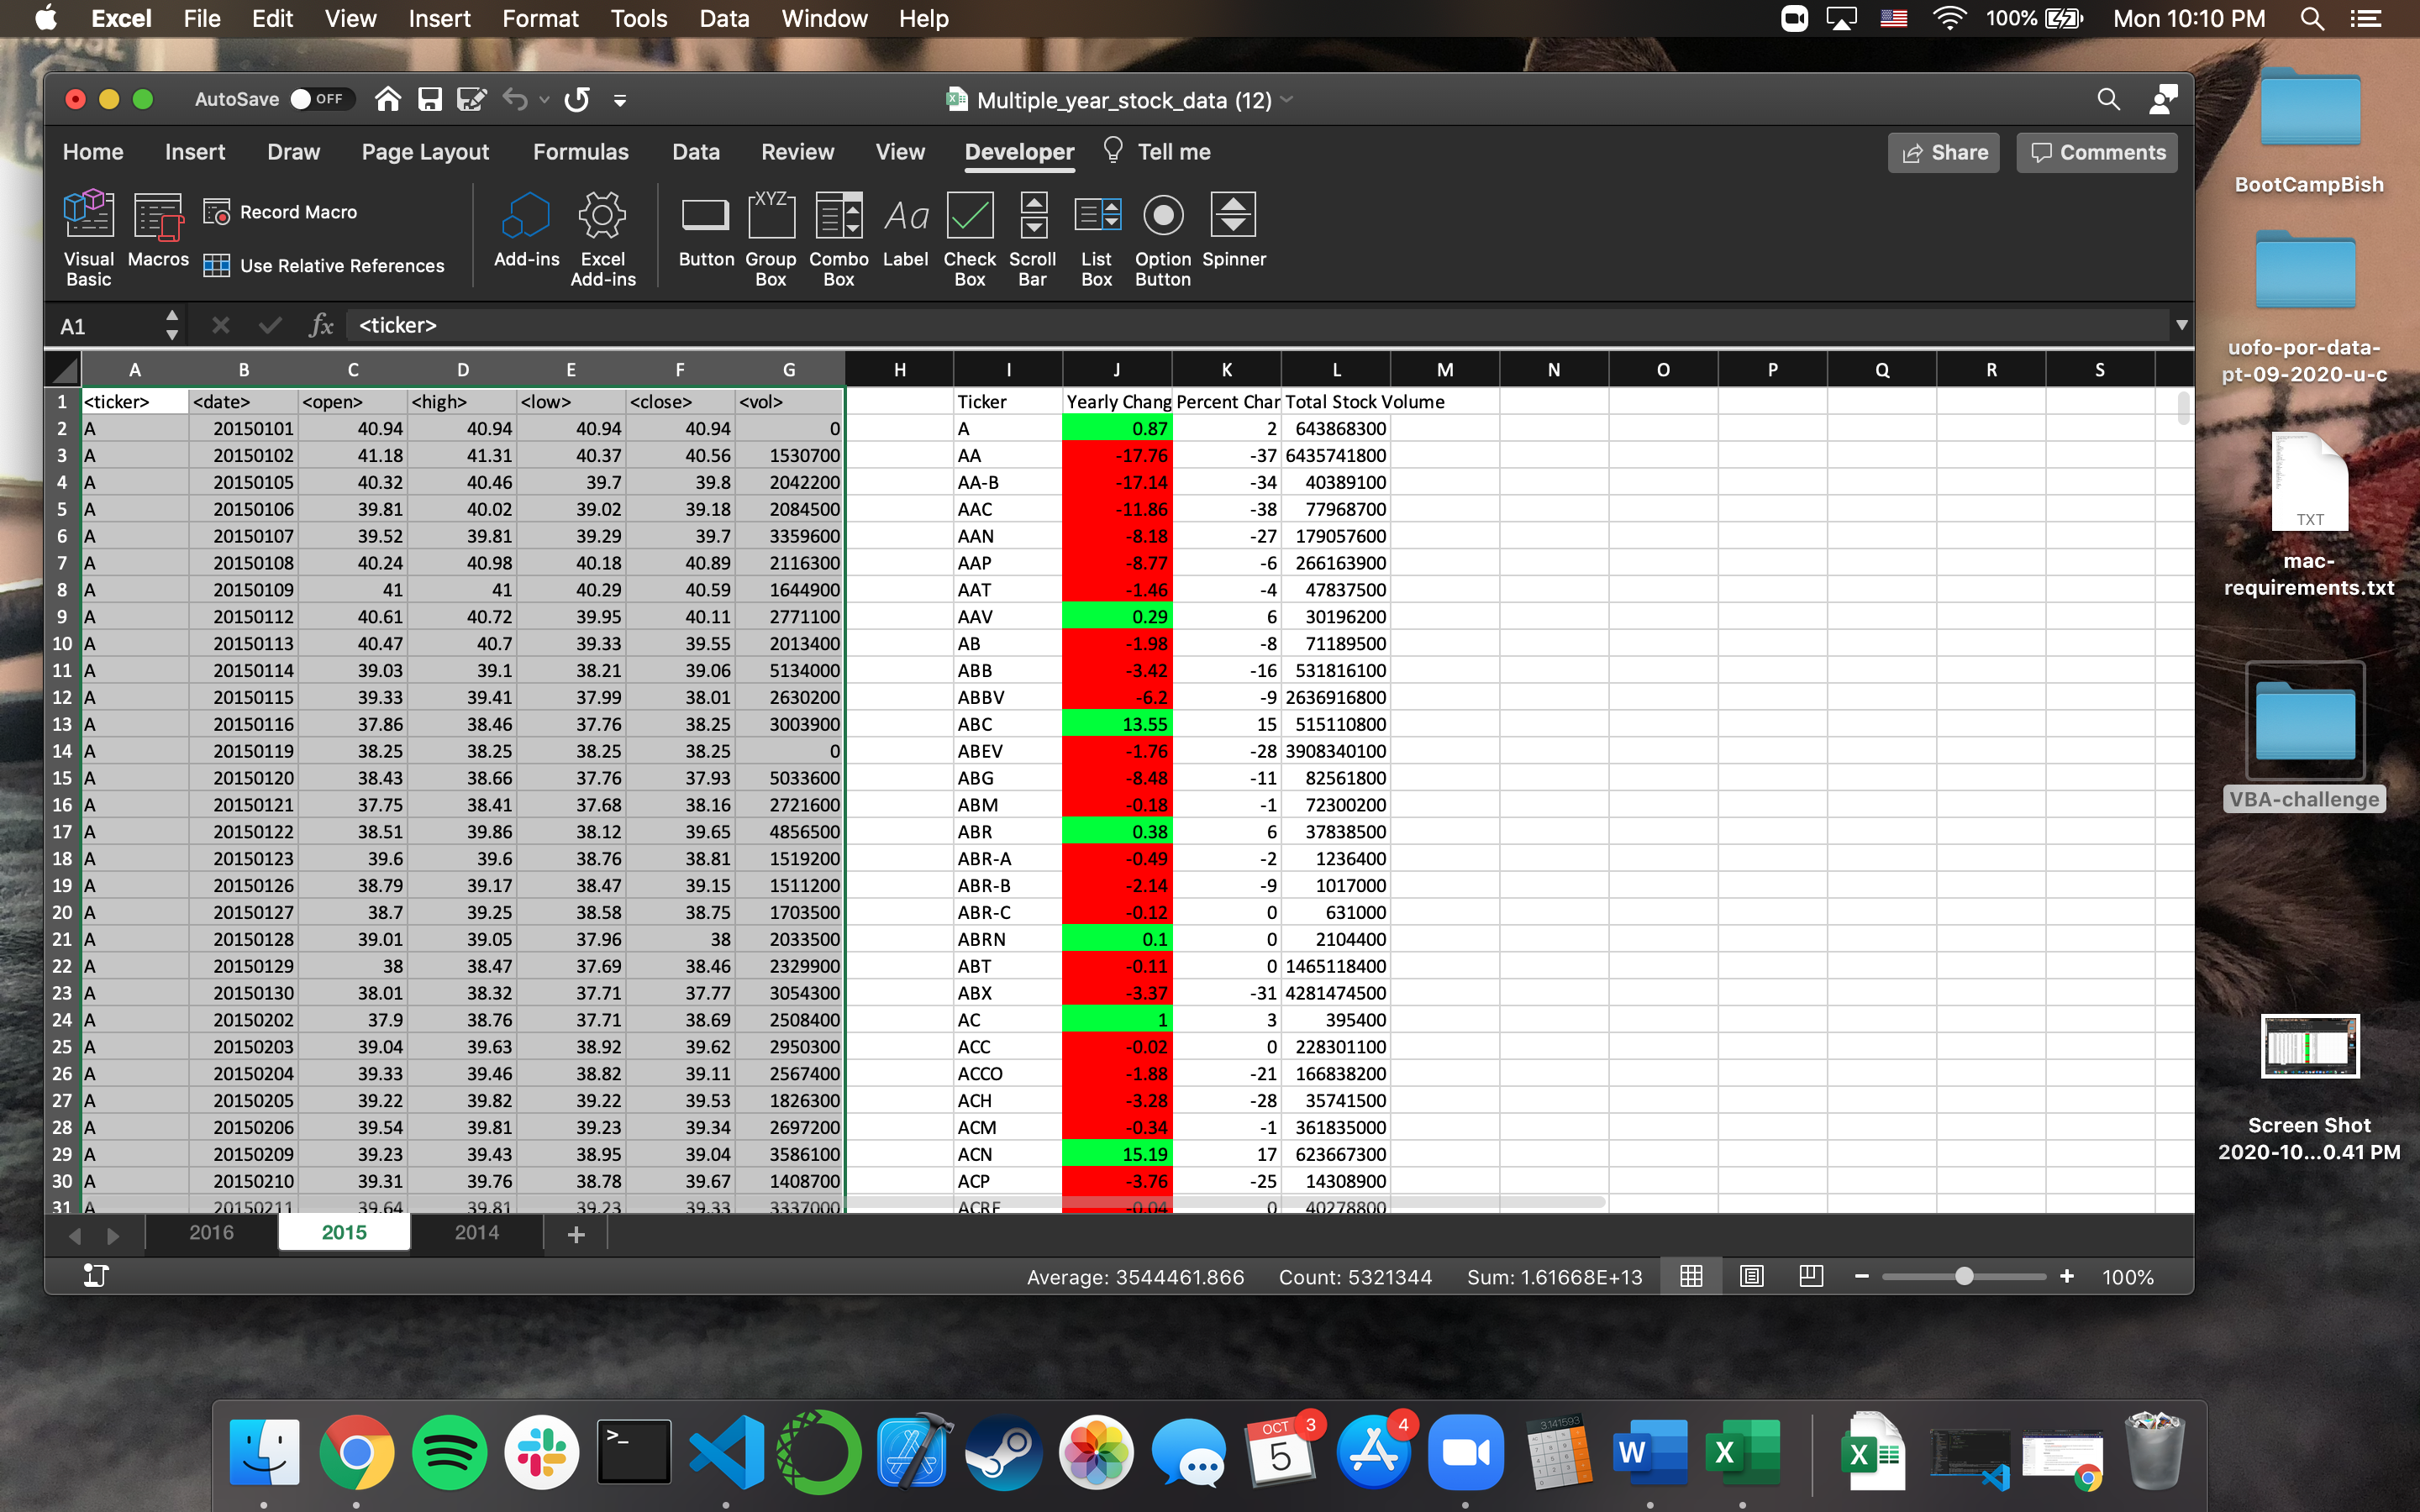 Excel File Edit View Insert Format Tools Data Window Help 100% Mon 10:10 PM
AutoSave OFF Multiple_year_stock_data (12)
Home Insert Draw Page Layout Formulas Data Review View Developer Tell me Share Comments
Visual Basic Macros Record Macro Use Relative References Add-ins Excel Add-ins Button XYZ Group Box Combo Box Aa Label Check Box Scroll Bar List Box Option Button Spinner
A1 fx <ticker>
A B C D E F G H I J K L M N O P Q R S
1 <ticker> <date> <open> <high> <low> <close> <vol> Ticker Yearly Chang Percent Char Total Stock Volume
2 A 20150101 40.94 40.94 40.94 40.94 0 A 0.87 2 643868300
3 A 20150102 41.18 41.31 40.37 40.56 1530700 AA -17.76 -37 6435741800
4 A 20150105 40.32 40.46 39.7 39.8 2042200 AA-B -17.14 -34 40389100
5 A 20150106 39.81 40.02 39.02 39.18 2084500 AAC -11.86 -38 77968700
6 A 20150107 39.52 39.81 39.29 39.7 3359600 AAN -8.18 -27 179057600
7 A 20150108 40.24 40.98 40.18 40.89 2116300 AAP -8.77 -6 266163900
8 A 20150109 41 41 40.29 40.59 1644900 AAT -1.46 -4 47837500
9 A 20150112 40.61 40.72 39.95 40.11 2771100 AAV 0.29 6 30196200
10 A 20150113 40.47 40.7 39.33 39.55 2013400 AB -1.98 -8 71189500
11 A 20150114 39.03 39.1 38.21 39.06 5134000 ABB -3.42 -16 531816100
12 A 20150115 39.33 39.41 37.99 38.01 2630200 ABBV -6.2 -9 2636916800
13 A 20150116 37.86 38.46 37.76 38.25 3003900 ABC 13.55 15 515110800
14 A 20150119 38.25 38.25 38.25 38.25 0 ABEV -1.76 -28 3908340100
15 A 20150120 38.43 38.66 37.76 37.93 5033600 ABG -8.48 -11 82561800
16 A 20150121 37.75 38.41 37.68 38.16 2721600 ABM -0.18 -1 72300200
17 A 20150122 38.51 39.86 38.12 39.65 4856500 ABR 0.38 6 37838500
18 A 20150123 39.6 39.6 38.76 38.81 1519200 ABR-A -0.49 -2 1236400
19 A 20150126 38.79 39.17 38.47 39.15 1511200 ABR-B -2.14 -9 1017000
20 A 20150127 38.7 39.25 38.58 38.75 1703500 ABR-C -0.12 0 631000
21 A 20150128 39.01 39.05 37.96 38 2033500 ABRN 0.1 0 2104400
22 A 20150129 38 38.47 37.69 38.46 2329900 ABT -0.11 0 1465118400
23 A 20150130 38.01 38.32 37.71 37.77 3054300 ABX -3.37 -31 4281474500
24 A 20150202 37.9 38.76 37.71 38.69 2508400 AC 1 3 395400
25 A 20150203 39.04 39.63 38.92 39.62 2950300 ACC -0.02 0 228301100
26 A 20150204 39.33 39.46 38.82 39.11 2567400 ACCO -1.88 -21 166838200
27 A 20150205 39.22 39.82 39.22 39.53 1826300 ACH -3.28 -28 35741500
28 A 20150206 39.54 39.81 39.23 39.34 2697200 ACM -0.34 -1 361835000
29 A 20150209 39.23 39.43 38.95 39.04 3586100 ACN 15.19 17 623667300
30 A 20150210 39.31 39.76 38.78 39.67 1408700 ACP -3.76 -25 14308900
31 A 20150211 39.64 39.81 39.23 39.33 3337000 ACRE -0.04 0 40278800
2016 2015 2014
Average: 3544461.866 Count: 5321344 Sum: 1.61668E+13 100%
BootCampBish
uofo-por-data-
pt-09-2020-u-c
TXT
mac-
requirements.txt
VBA-challenge
Screen Shot
2020-10...0.41 PM
OCT 3
5
4
3.141593
W X X